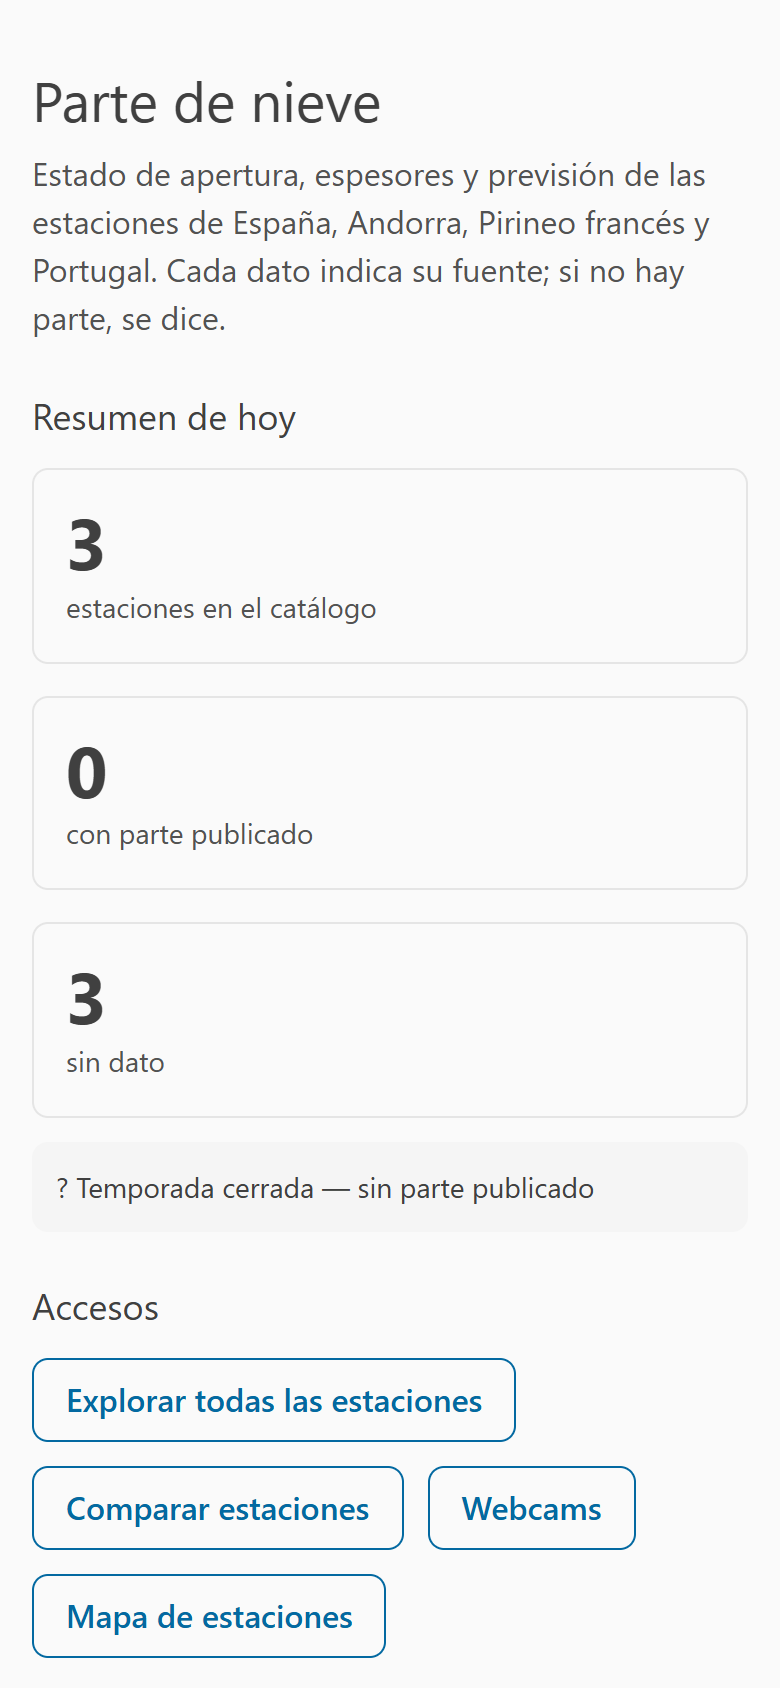 Parte de nieve
Estado de apertura, espesores y previsión de las
estaciones de España, Andorra, Pirineo francés y
Portugal. Cada dato indica su fuente; si no hay
parte, se dice.
Resumen de hoy
3
estaciones en el catálogo
0
con parte publicado
3
sin dato
? Temporada cerrada — sin parte publicado
Accesos
Explorar todas las estaciones
Comparar estaciones
Webcams
Mapa de estaciones